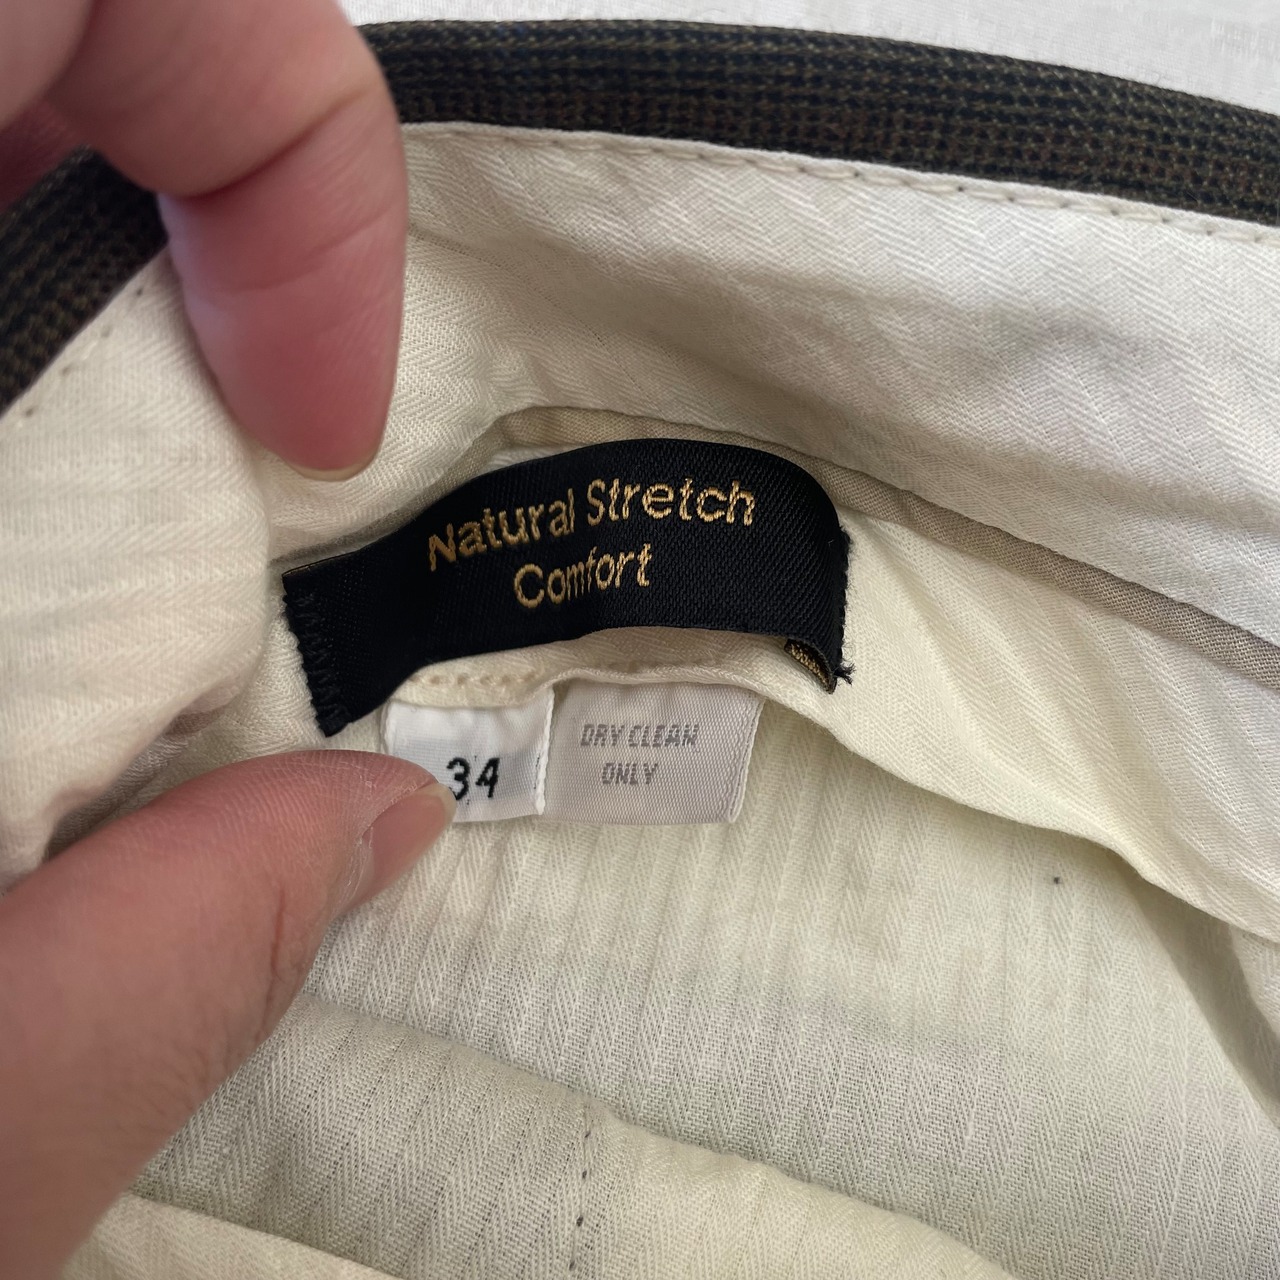 Natural Stretch
Comfort
34
DRY CLEAN
ONLY